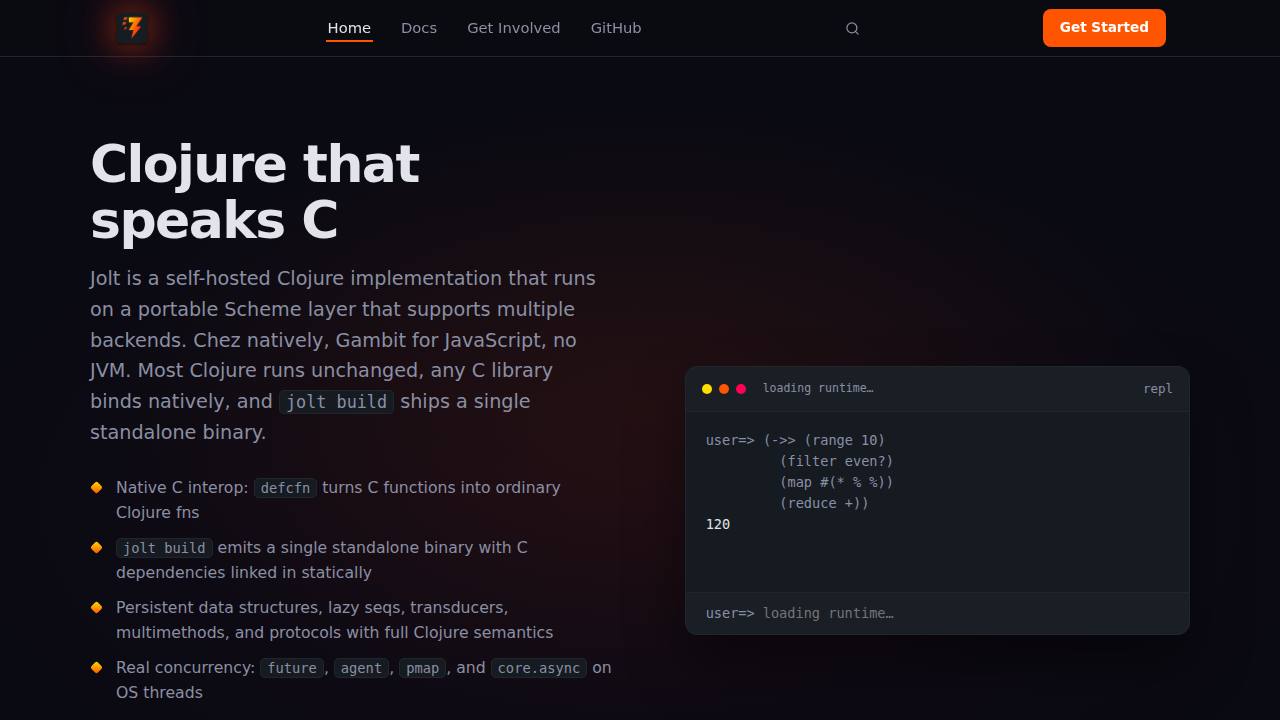 Home Docs Get Involved GitHub Get Started
Clojure that
speaks C
Jolt is a self-hosted Clojure implementation that runs
on a portable Scheme layer that supports multiple
backends. Chez natively, Gambit for JavaScript, no
JVM. Most Clojure runs unchanged, any C library
binds natively, and jolt build ships a single
standalone binary.
Native C interop: defcfn turns C functions into ordinary
Clojure fns
jolt build emits a single standalone binary with C
dependencies linked in statically
Persistent data structures, lazy seqs, transducers,
multimethods, and protocols with full Clojure semantics
Real concurrency: future, agent, pmap, and core.async on
OS threads
loading runtime… repl
user=> (->> (range 10)
(filter even?)
(map #(* % %))
(reduce +))
120
user=> loading runtime…